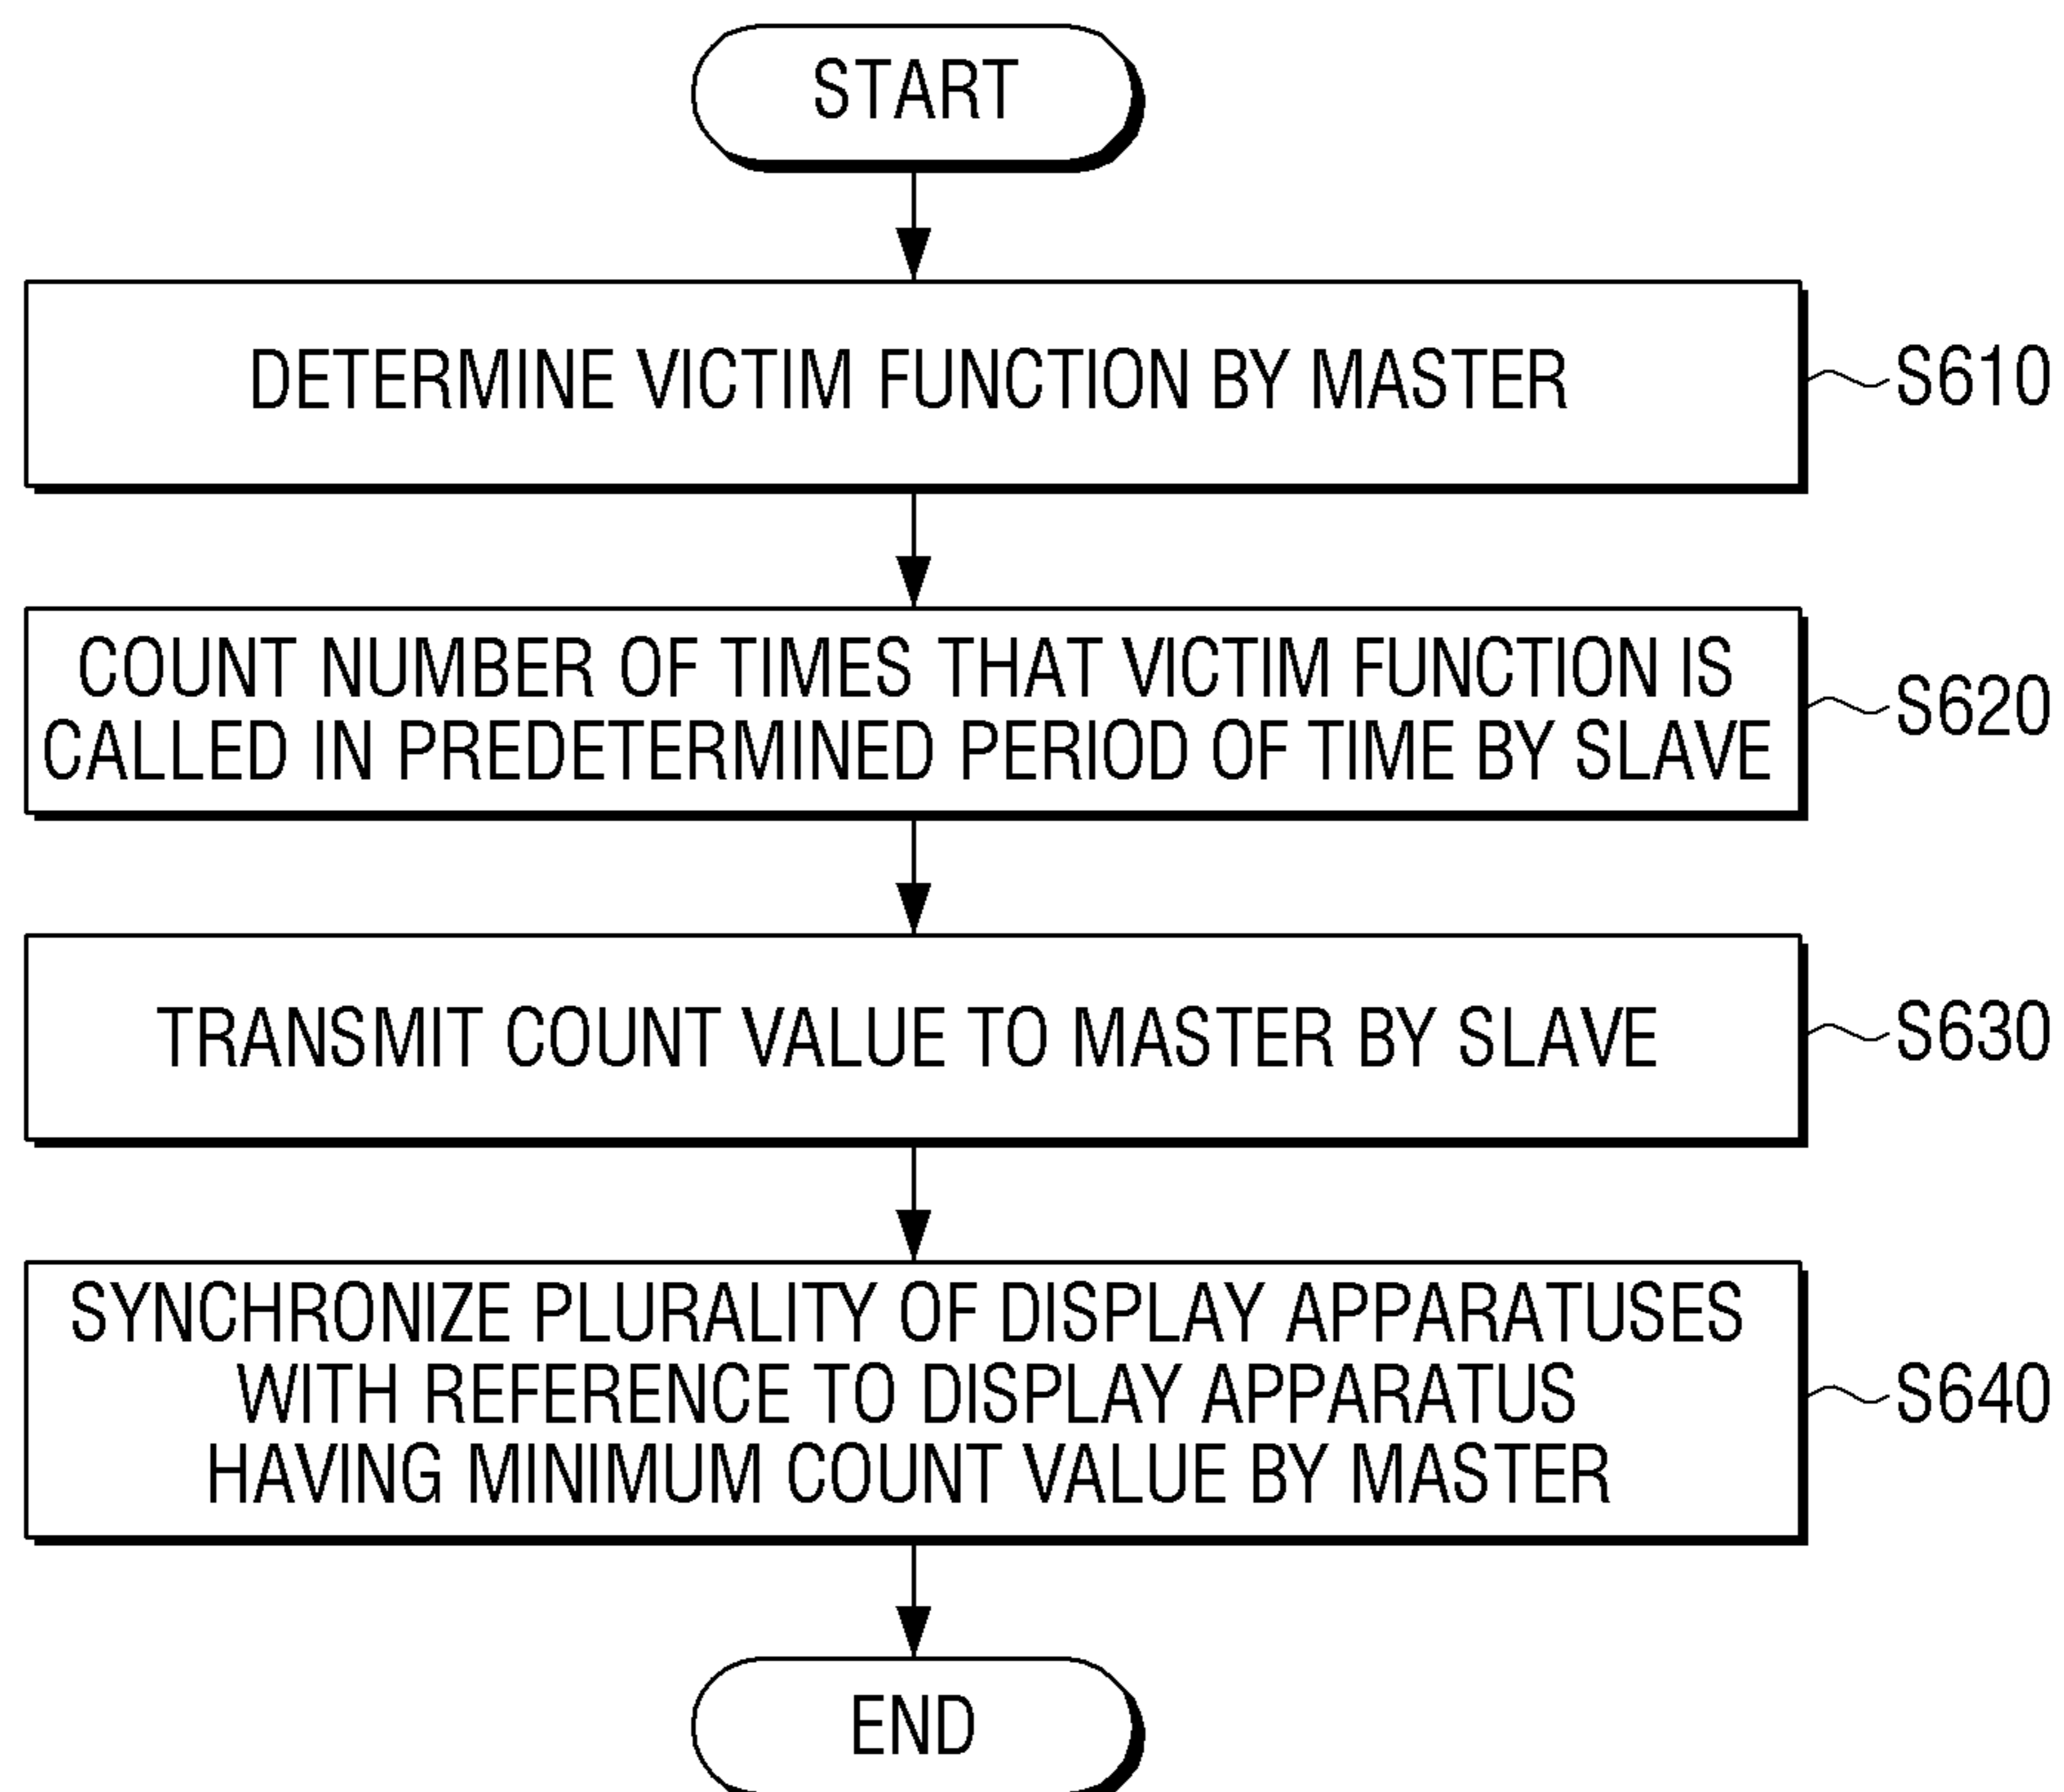 START
DETERMINE VICTIM FUNCTION BY MASTER
S610
COUNT NUMBER OF TIMES THAT VICTIM FUNCTION IS
CALLED IN PREDETERMINED PERIOD OF TIME BY SLAVE
S620
TRANSMIT COUNT VALUE TO MASTER BY SLAVE
S630
SYNCHRONIZE PLURALITY OF DISPLAY APPARATUSES
WITH REFERENCE TO DISPLAY APPARATUS
HAVING MINIMUM COUNT VALUE BY MASTER
S640
END